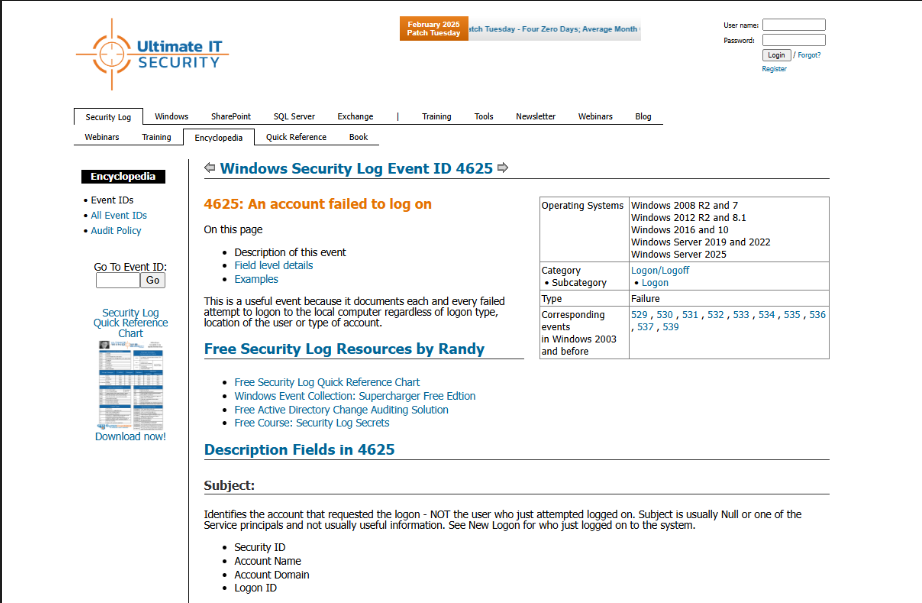 Ultimate IT
SECURITY
February 2025
Patch Tuesday
tch Tuesday - Four Zero Days; Average Month
User name:
Password:
Login / Forgot?
Register
Security Log Windows SharePoint SQL Server Exchange | Training Tools Newsletter Webinars Blog
Webinars Training Encyclopedia Quick Reference Book
Encyclopedia
• Event IDs
• All Event IDs
• Audit Policy
Go To Event ID:
Go
Security Log
Quick Reference
Chart
Download now!
Windows Security Log Event ID 4625
4625: An account failed to log on
On this page
• Description of this event
• Field level details
• Examples
This is a useful event because it documents each and every failed
attempt to logon to the local computer regardless of logon type,
location of the user or type of account.
Operating Systems Windows 2008 R2 and 7
Windows 2012 R2 and 8.1
Windows 2016 and 10
Windows Server 2019 and 2022
Windows Server 2025
Category Logon/Logoff
• Subcategory • Logon
Type Failure
Corresponding 529 , 530 , 531 , 532 , 533 , 534 , 535 , 536
events , 537 , 539
in Windows 2003
and before
Free Security Log Resources by Randy
• Free Security Log Quick Reference Chart
• Windows Event Collection: Supercharger Free Edtion
• Free Active Directory Change Auditing Solution
• Free Course: Security Log Secrets
Description Fields in 4625
Subject:
Identifies the account that requested the logon - NOT the user who just attempted logged on. Subject is usually Null or one of the
Service principals and not usually useful information. See New Logon for who just logged on to the system.
• Security ID
• Account Name
• Account Domain
• Logon ID